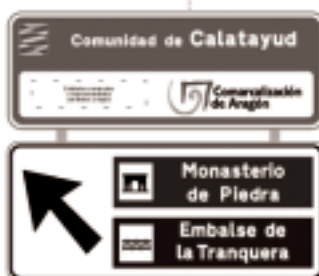 Comunidad de Calatayud
Comarcalización
de Aragón
Monasterio
de Piedra
Embalse de
la Tranquera